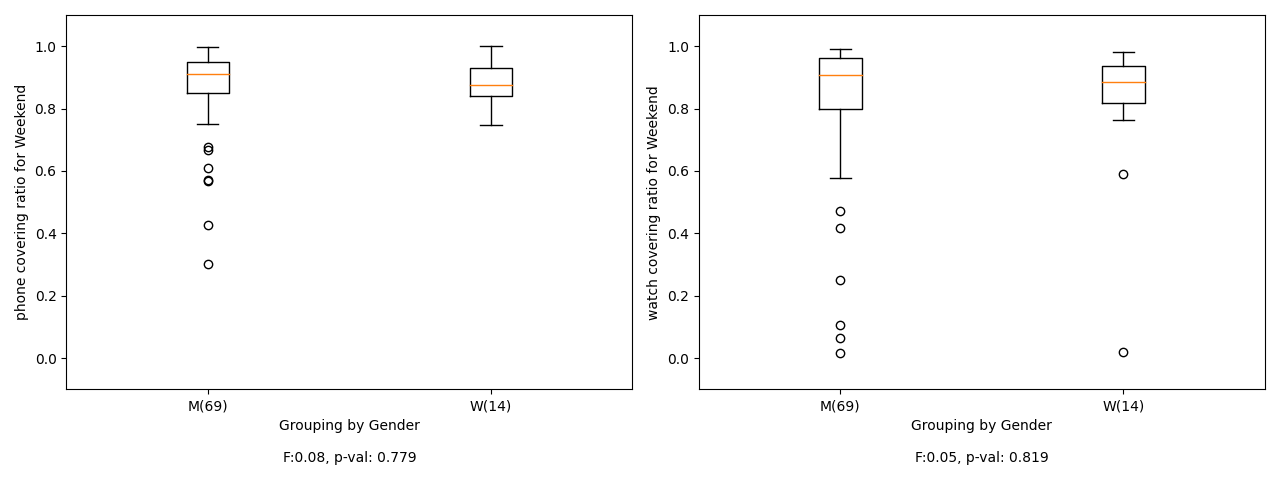 phone covering ratio for Weekend
1.0
0.8
0.6
0.4
0.2
0.0
M(69)
W(14)
Grouping by Gender
F:0.08, p-val: 0.779
watch covering ratio for Weekend
1.0
0.8
0.6
0.4
0.2
0.0
M(69)
W(14)
Grouping by Gender
F:0.05, p-val: 0.819